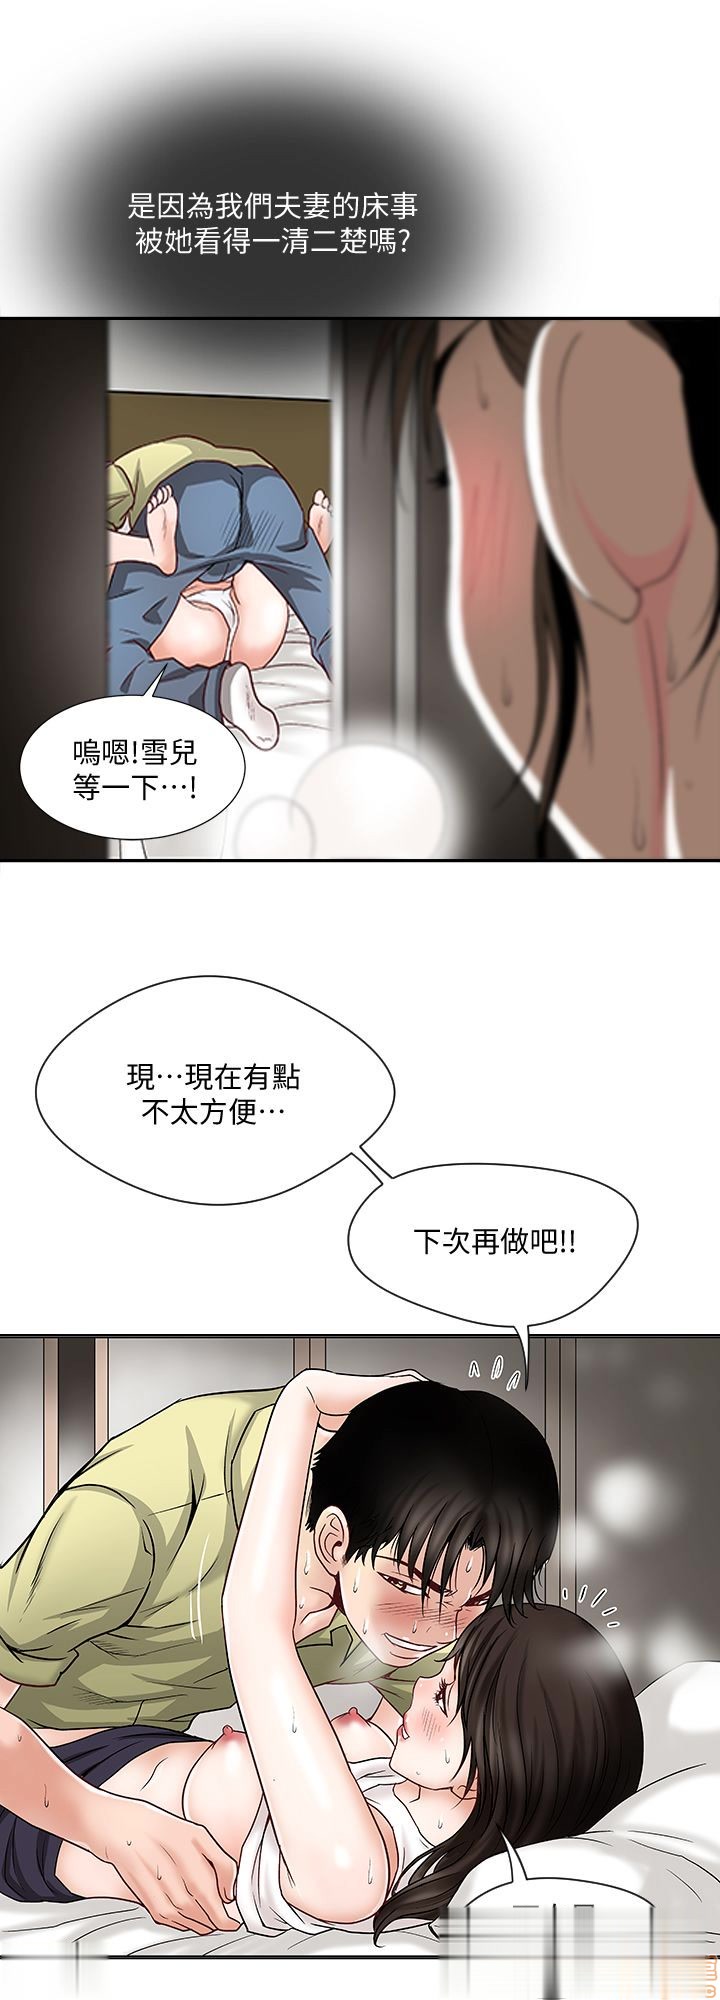 是因為我們夫妻的床事
被她看得一清二楚嗎?
嗚嗯!雪兒
等一下…!
現…現在有點
不太方便…
下次再做吧!!